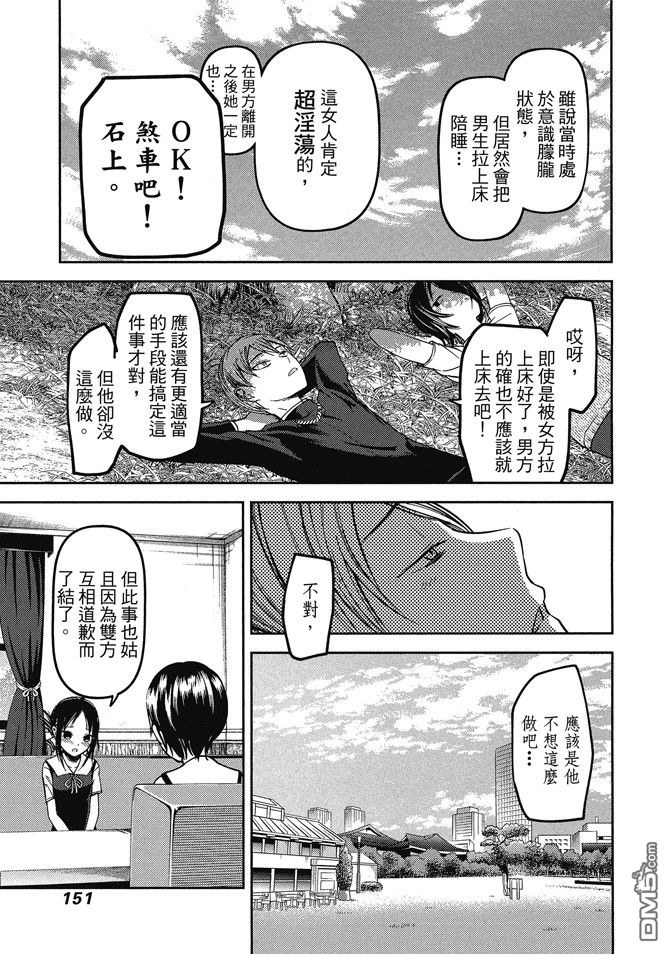 雖說當時處
於意識朦朧
狀態，
但居然會把
男生拉上床
陪睡…
這女人肯定
超淫蕩的，
在男方離開
之後她一定
也…
OK！
煞車吧！
石上。
哎呀，
即使是被女方拉
上床好了，男方
的確也不應該就
上床去吧！
應該還有更適當
的手段能搞定這
件事才對，
但他卻沒
這麼做。
不對，
應該是他
不想這麼
做吧…
但此事也姑
且因為雙方
互相道歉而
了結了。
151
DM5.com